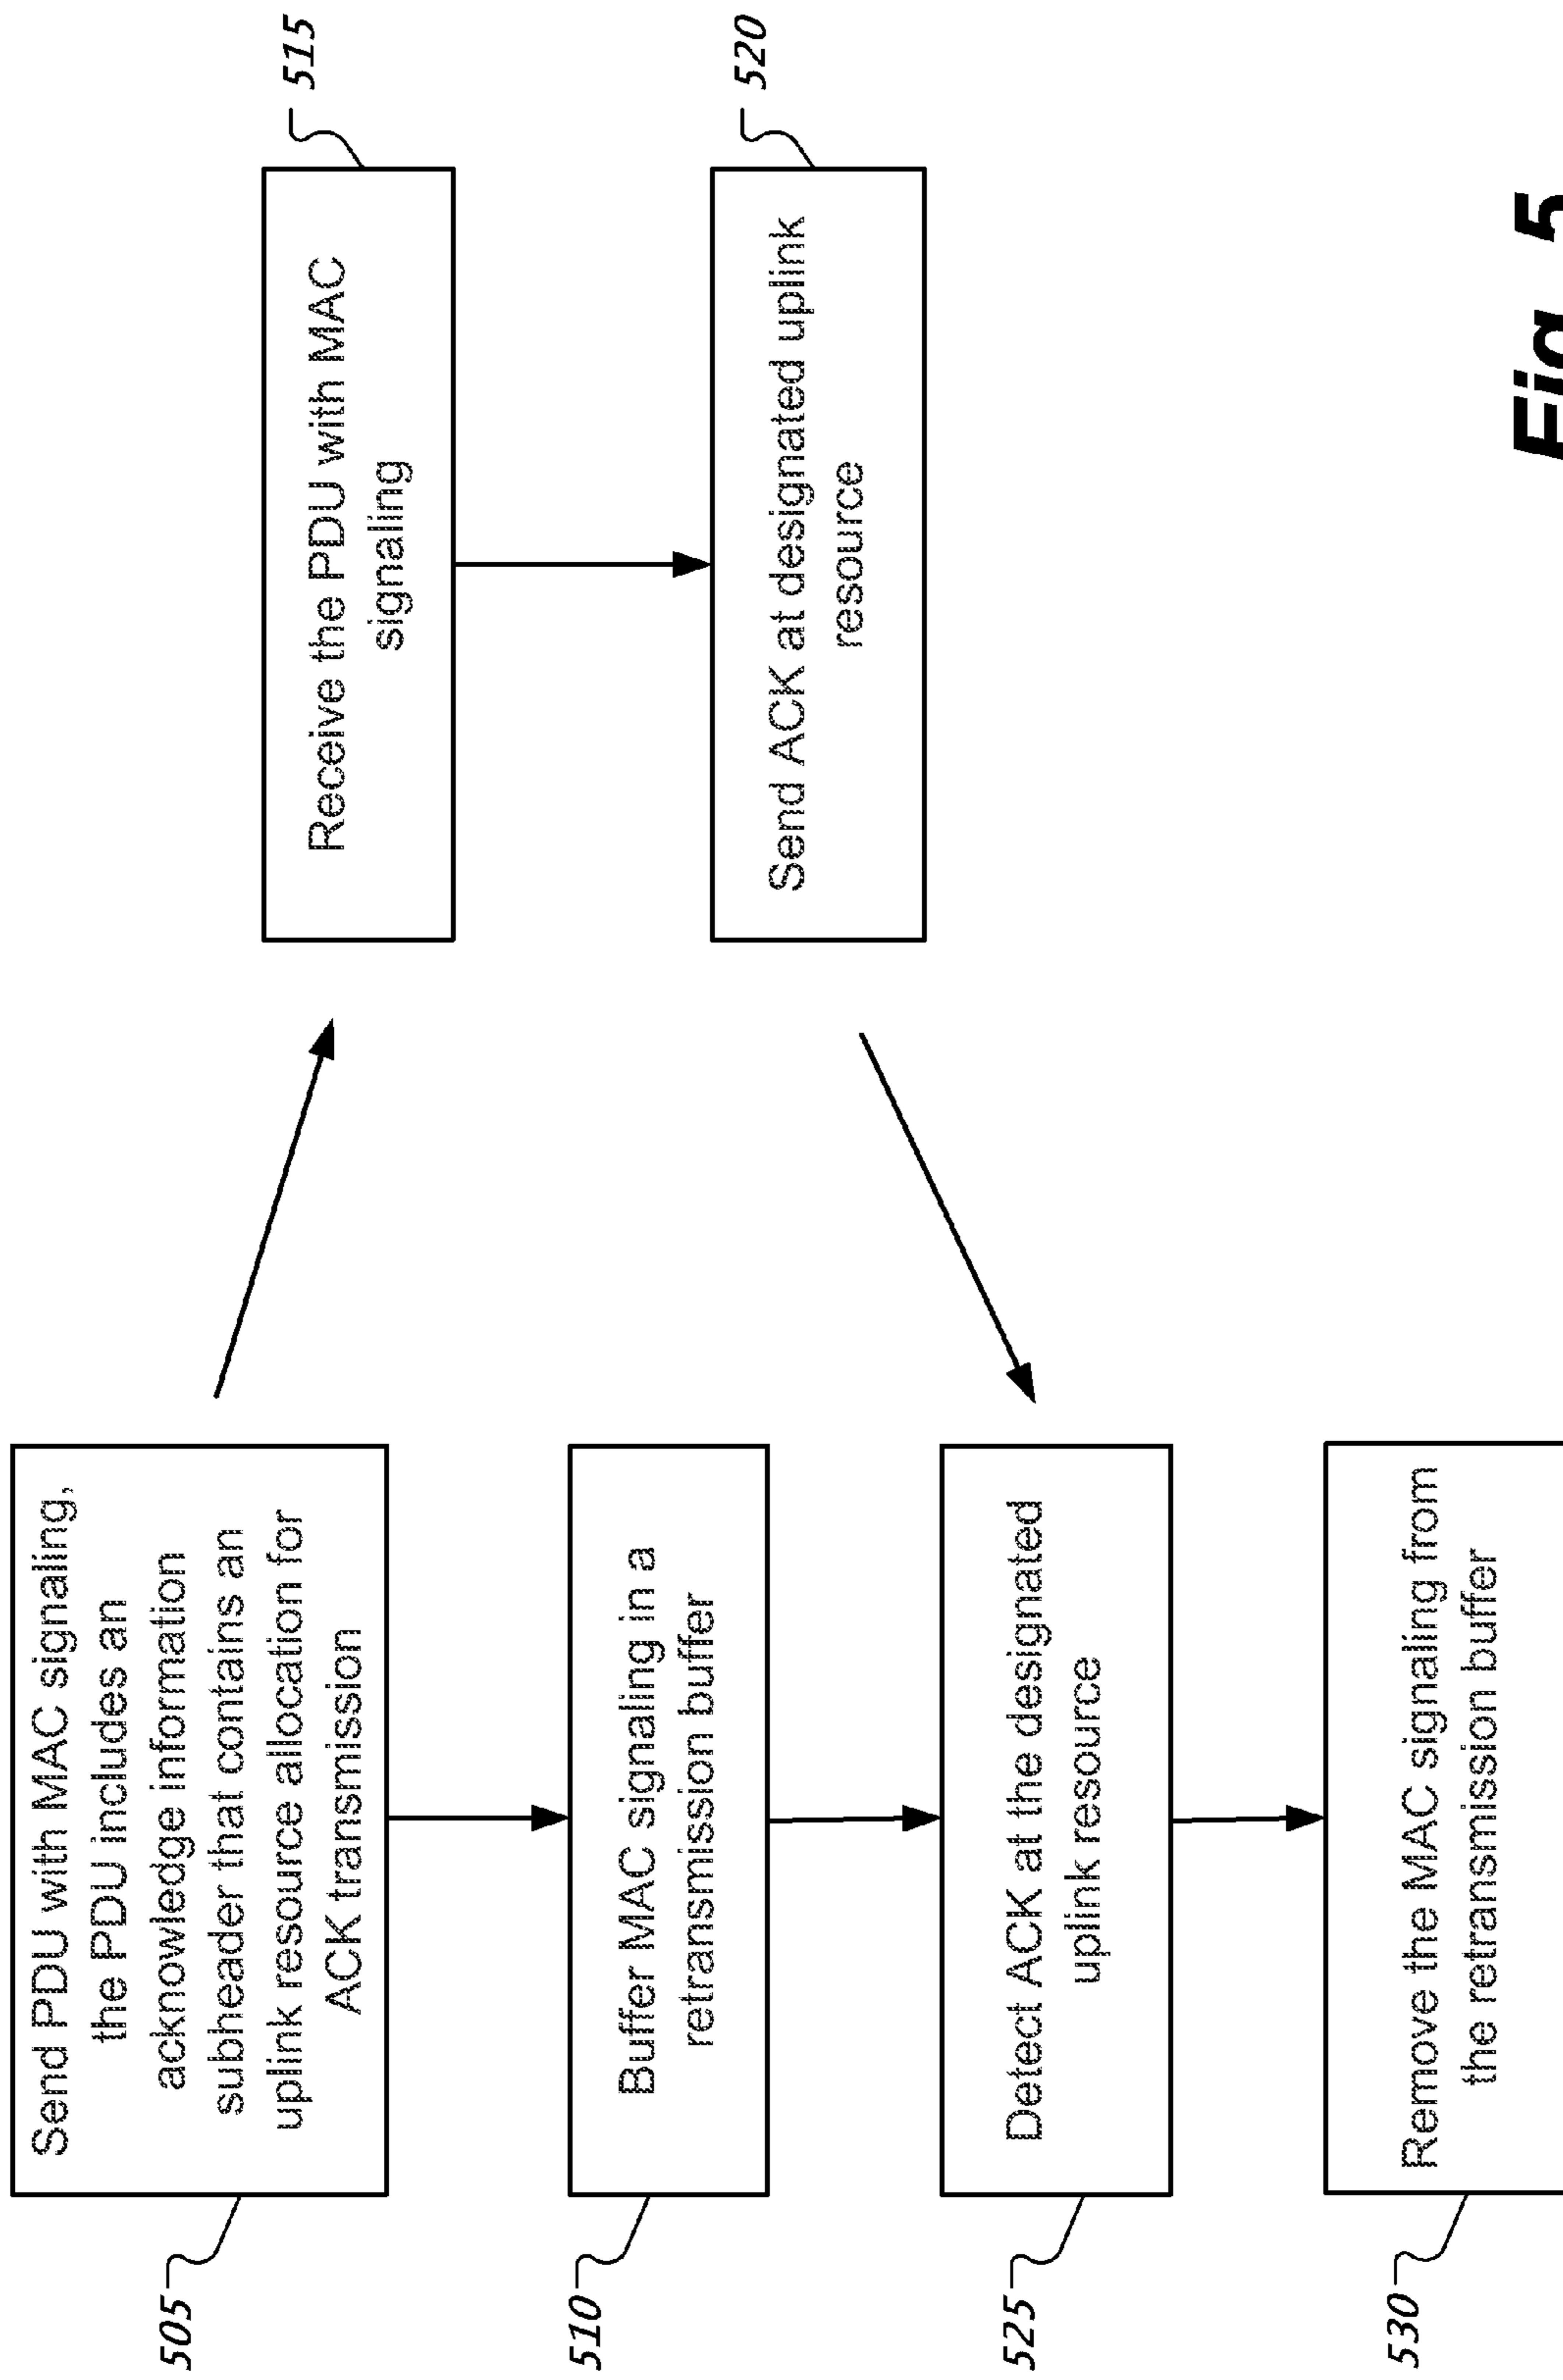 505
Send PDU with MAC signaling,
the PDU includes an
acknowledge information
subheader that contains an
uplink resource allocation for
ACK transmission
510
Buffer MAC signaling in a
retransmission buffer
525
Detect ACK at the designated
uplink resource
530
Remove the MAC signaling from
the retransmission buffer
515
Receive the PDU with MAC
signaling
520
Send ACK at designated uplink
resource
Fig. 5